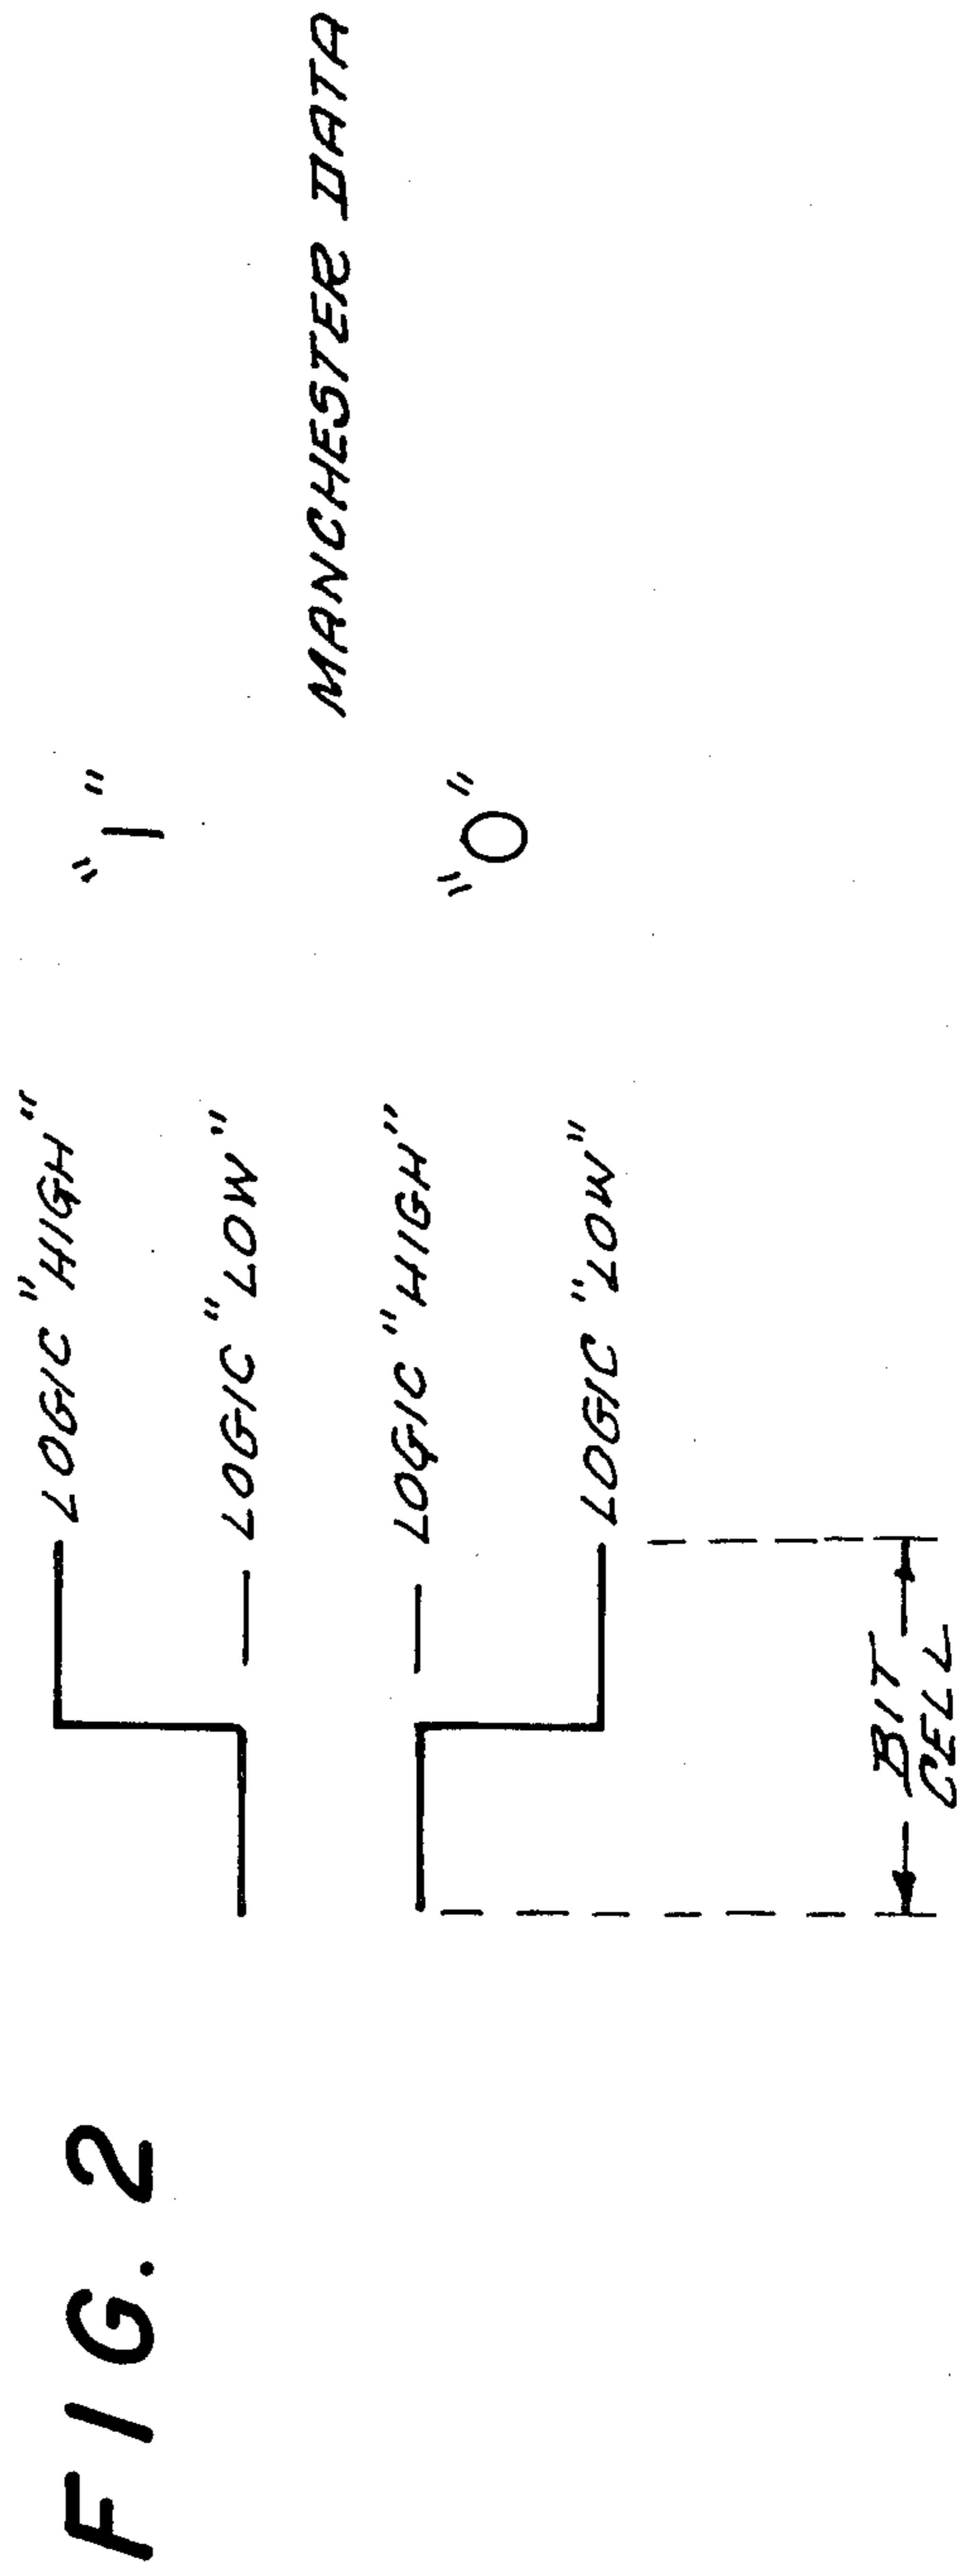 FIG. 2
LOGIC "HIGH"
"1"
LOGIC "LOW"
MANCHESTER DATA
LOGIC "HIGH"
"0"
LOGIC "LOW"
BIT
CELL